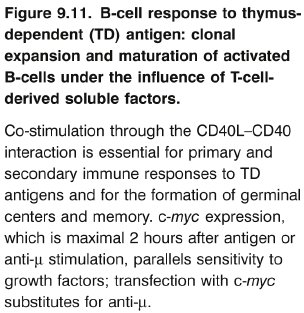 Figure 9.11. B-cell response to thymus-
dependent (TD) antigen: clonal
expansion and maturation of activated
B-cells under the influence of T-cell-
derived soluble factors.
Co-stimulation through the CD40L–CD40
interaction is essential for primary and
secondary immune responses to TD
antigens and for the formation of germinal
centers and memory. c-myc expression,
which is maximal 2 hours after antigen or
anti-μ stimulation, parallels sensitivity to
growth factors; transfection with c-myc
substitutes for anti-μ.